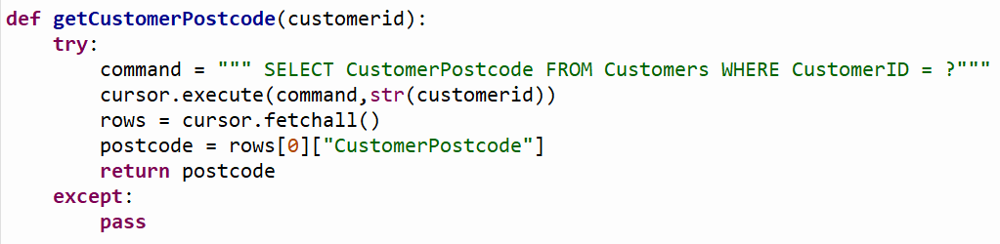 def getCustomerPostcode(customerid):
    try:
        command = """ SELECT CustomerPostcode FROM Customers WHERE CustomerID = ?"""
        cursor.execute(command,str(customerid))
        rows = cursor.fetchall()
        postcode = rows[0]["CustomerPostcode"]
        return postcode
    except:
        pass